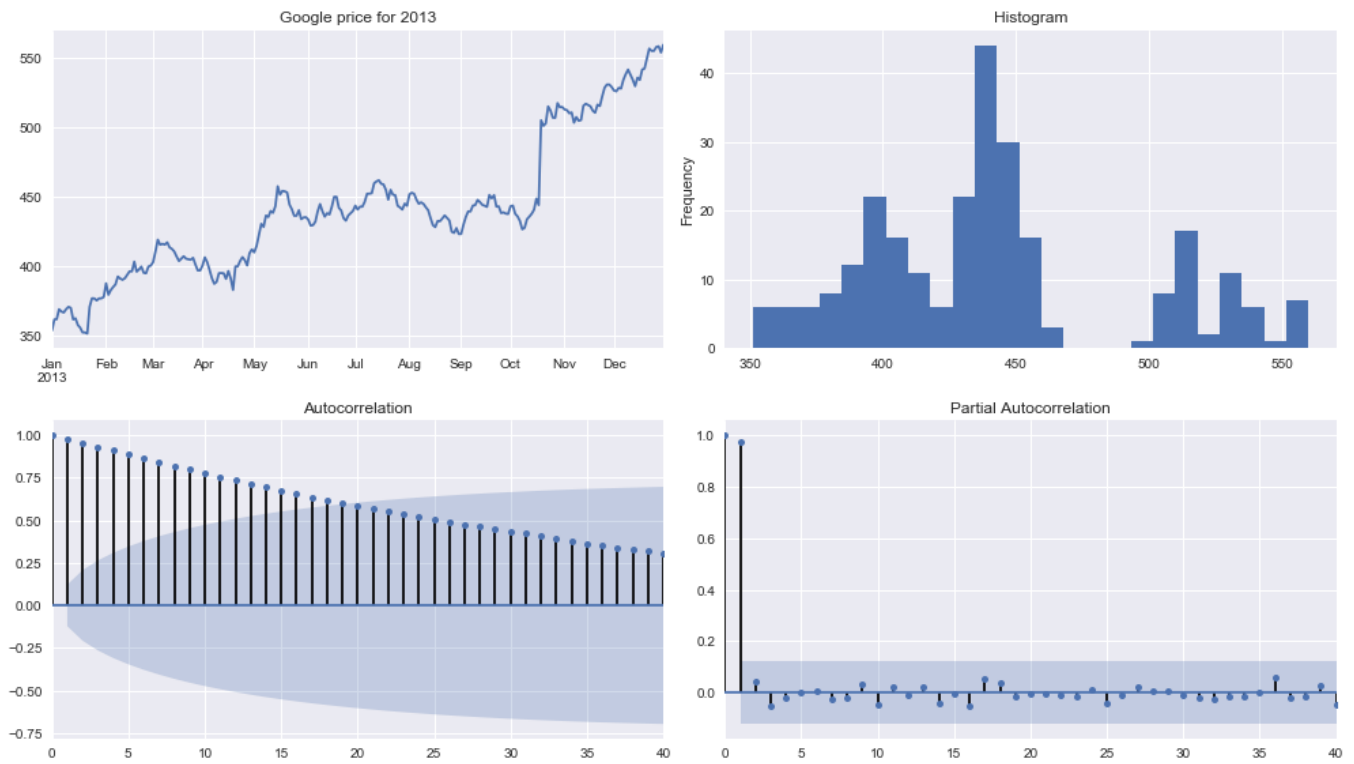 Google price for 2013
550
500
450
400
350
Jan Feb Mar Apr May Jun Jul Aug Sep Oct Nov Dec
2013
Histogram
Frequency
40
30
20
10
0
350 400 450 500 550
Autocorrelation
1.00
0.75
0.50
0.25
0.00
−0.25
−0.50
−0.75
0 5 10 15 20 25 30 35 40
Partial Autocorrelation
1.0
0.8
0.6
0.4
0.2
0.0
0 5 10 15 20 25 30 35 40